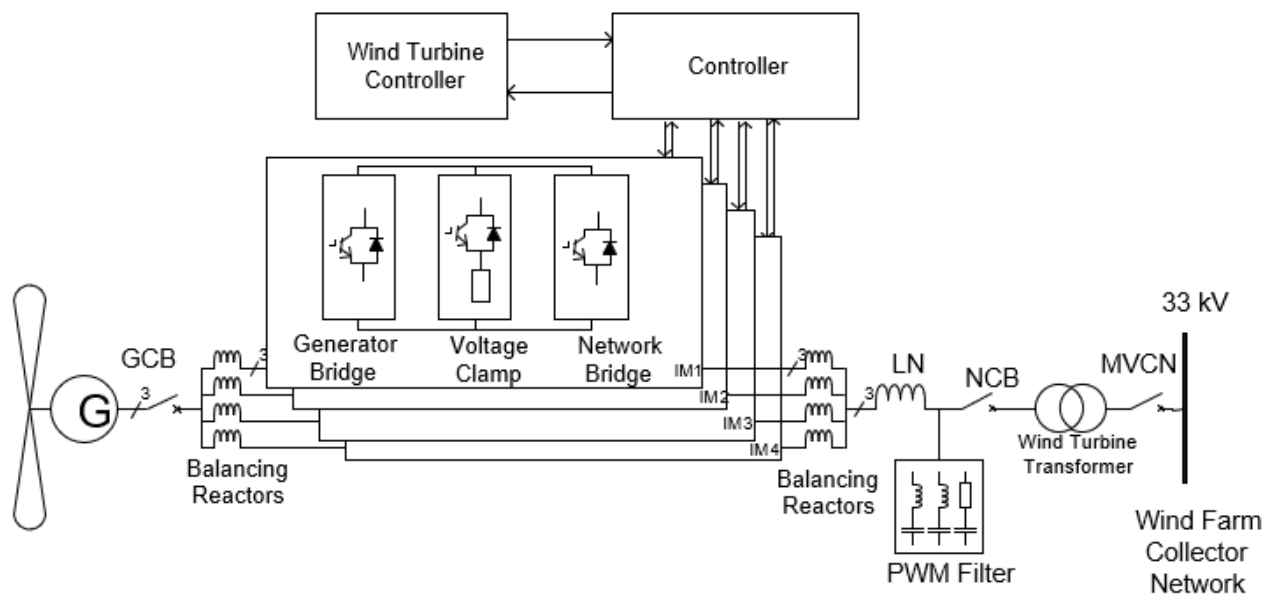 Wind Turbine
Controller
Controller
Generator
Bridge
Voltage
Clamp
Network
Bridge
IM1
IM2
IM3
IM4
GCB
3
G
3
Balancing
Reactors
3
Balancing
Reactors
3
LN
NCB
PWM Filter
Wind Turbine
Transformer
MVCN
33 kV
Wind Farm
Collector
Network